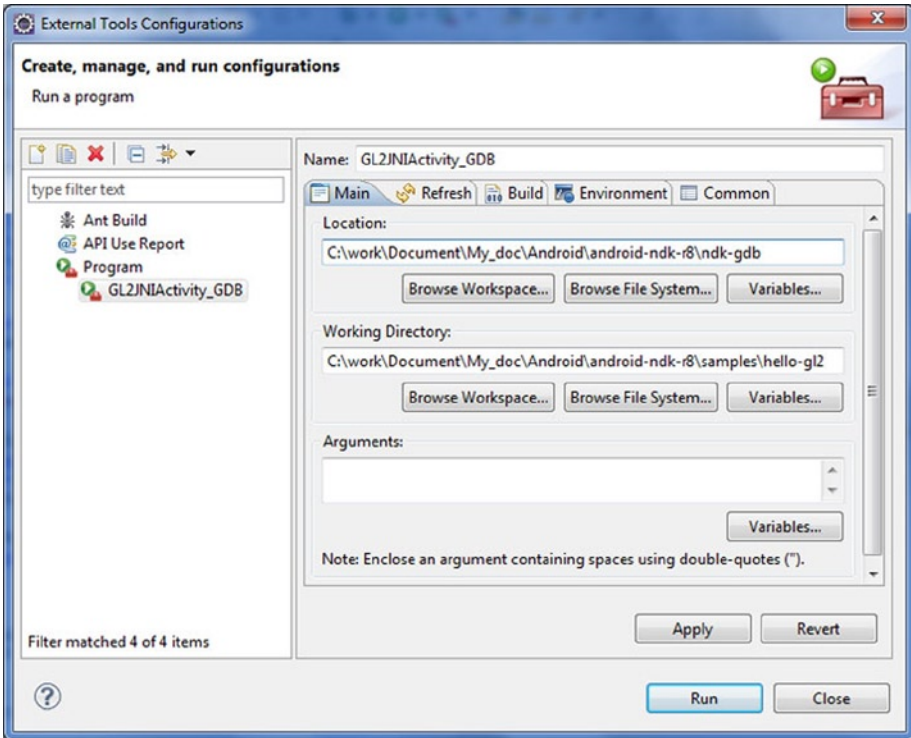 External Tools Configurations
Create, manage, and run configurations
Run a program
type filter text
Ant Build
API Use Report
Program
GL2JNIActivity_GDB
Filter matched 4 of 4 items
Name: GL2JNIActivity_GDB
Main Refresh Build Environment Common
Location:
C:\work\Document\My_doc\Android\android-ndk-r8\ndk-gdb
Browse Workspace... Browse File System... Variables...
Working Directory:
C:\work\Document\My_doc\Android\android-ndk-r8\samples\hello-gl2
Browse Workspace... Browse File System... Variables...
Arguments:
Variables...
Note: Enclose an argument containing spaces using double-quotes (").
Apply Revert
Run Close